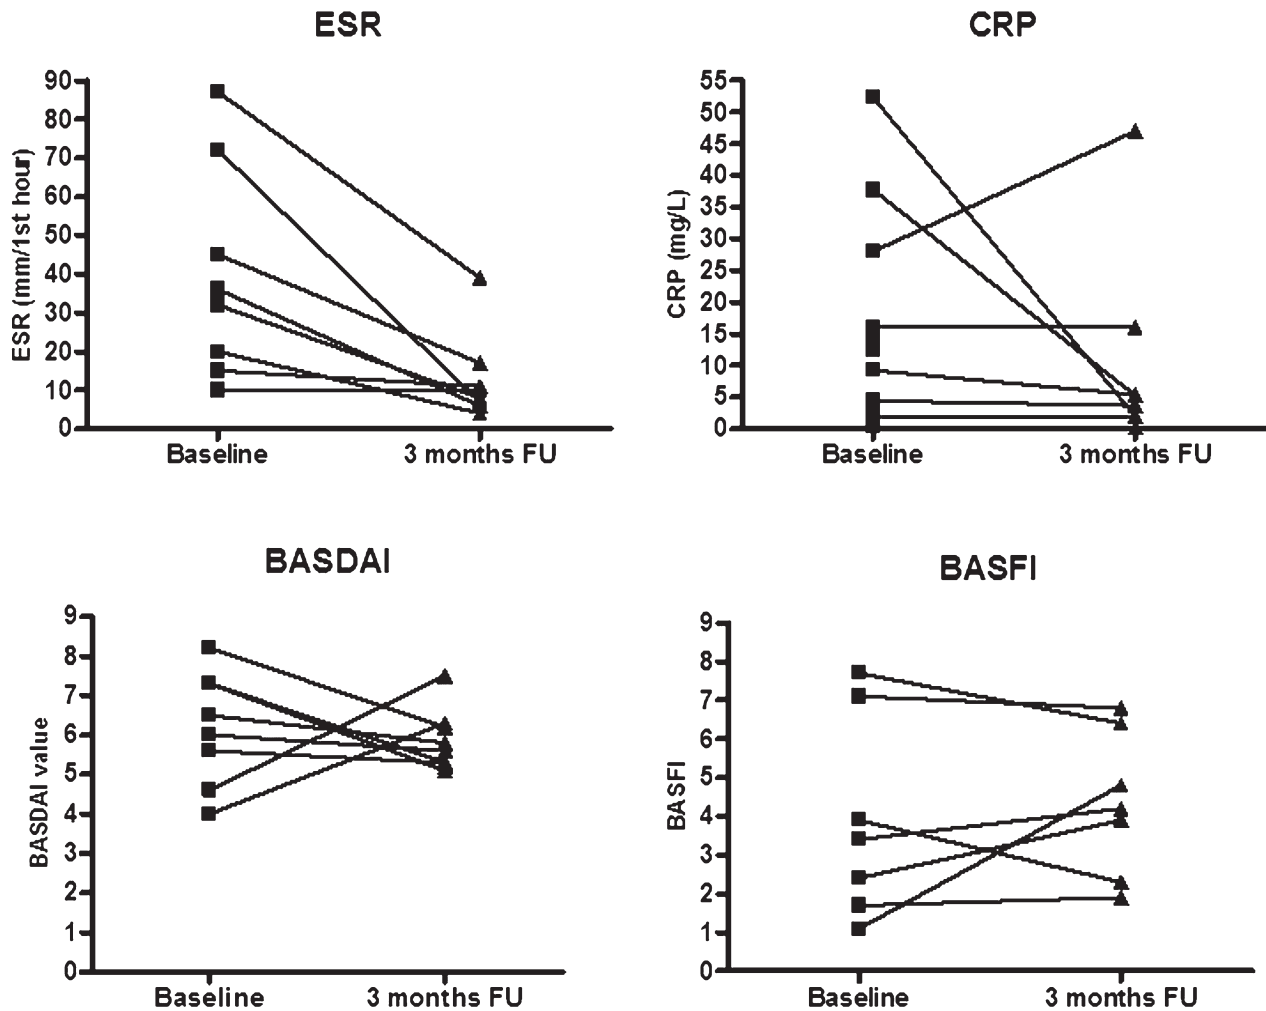 ESR
ESR (mm/1st hour)
90
80
70
60
50
40
30
20
10
0
Baseline
3 months FU
CRP
CRP (mg/L)
55
50
45
40
35
30
25
20
15
10
5
0
Baseline
3 months FU
BASDAI
BASDAI value
9
8
7
6
5
4
3
2
1
0
Baseline
3 months FU
BASFI
BASFI
9
8
7
6
5
4
3
2
1
0
Baseline
3 months FU